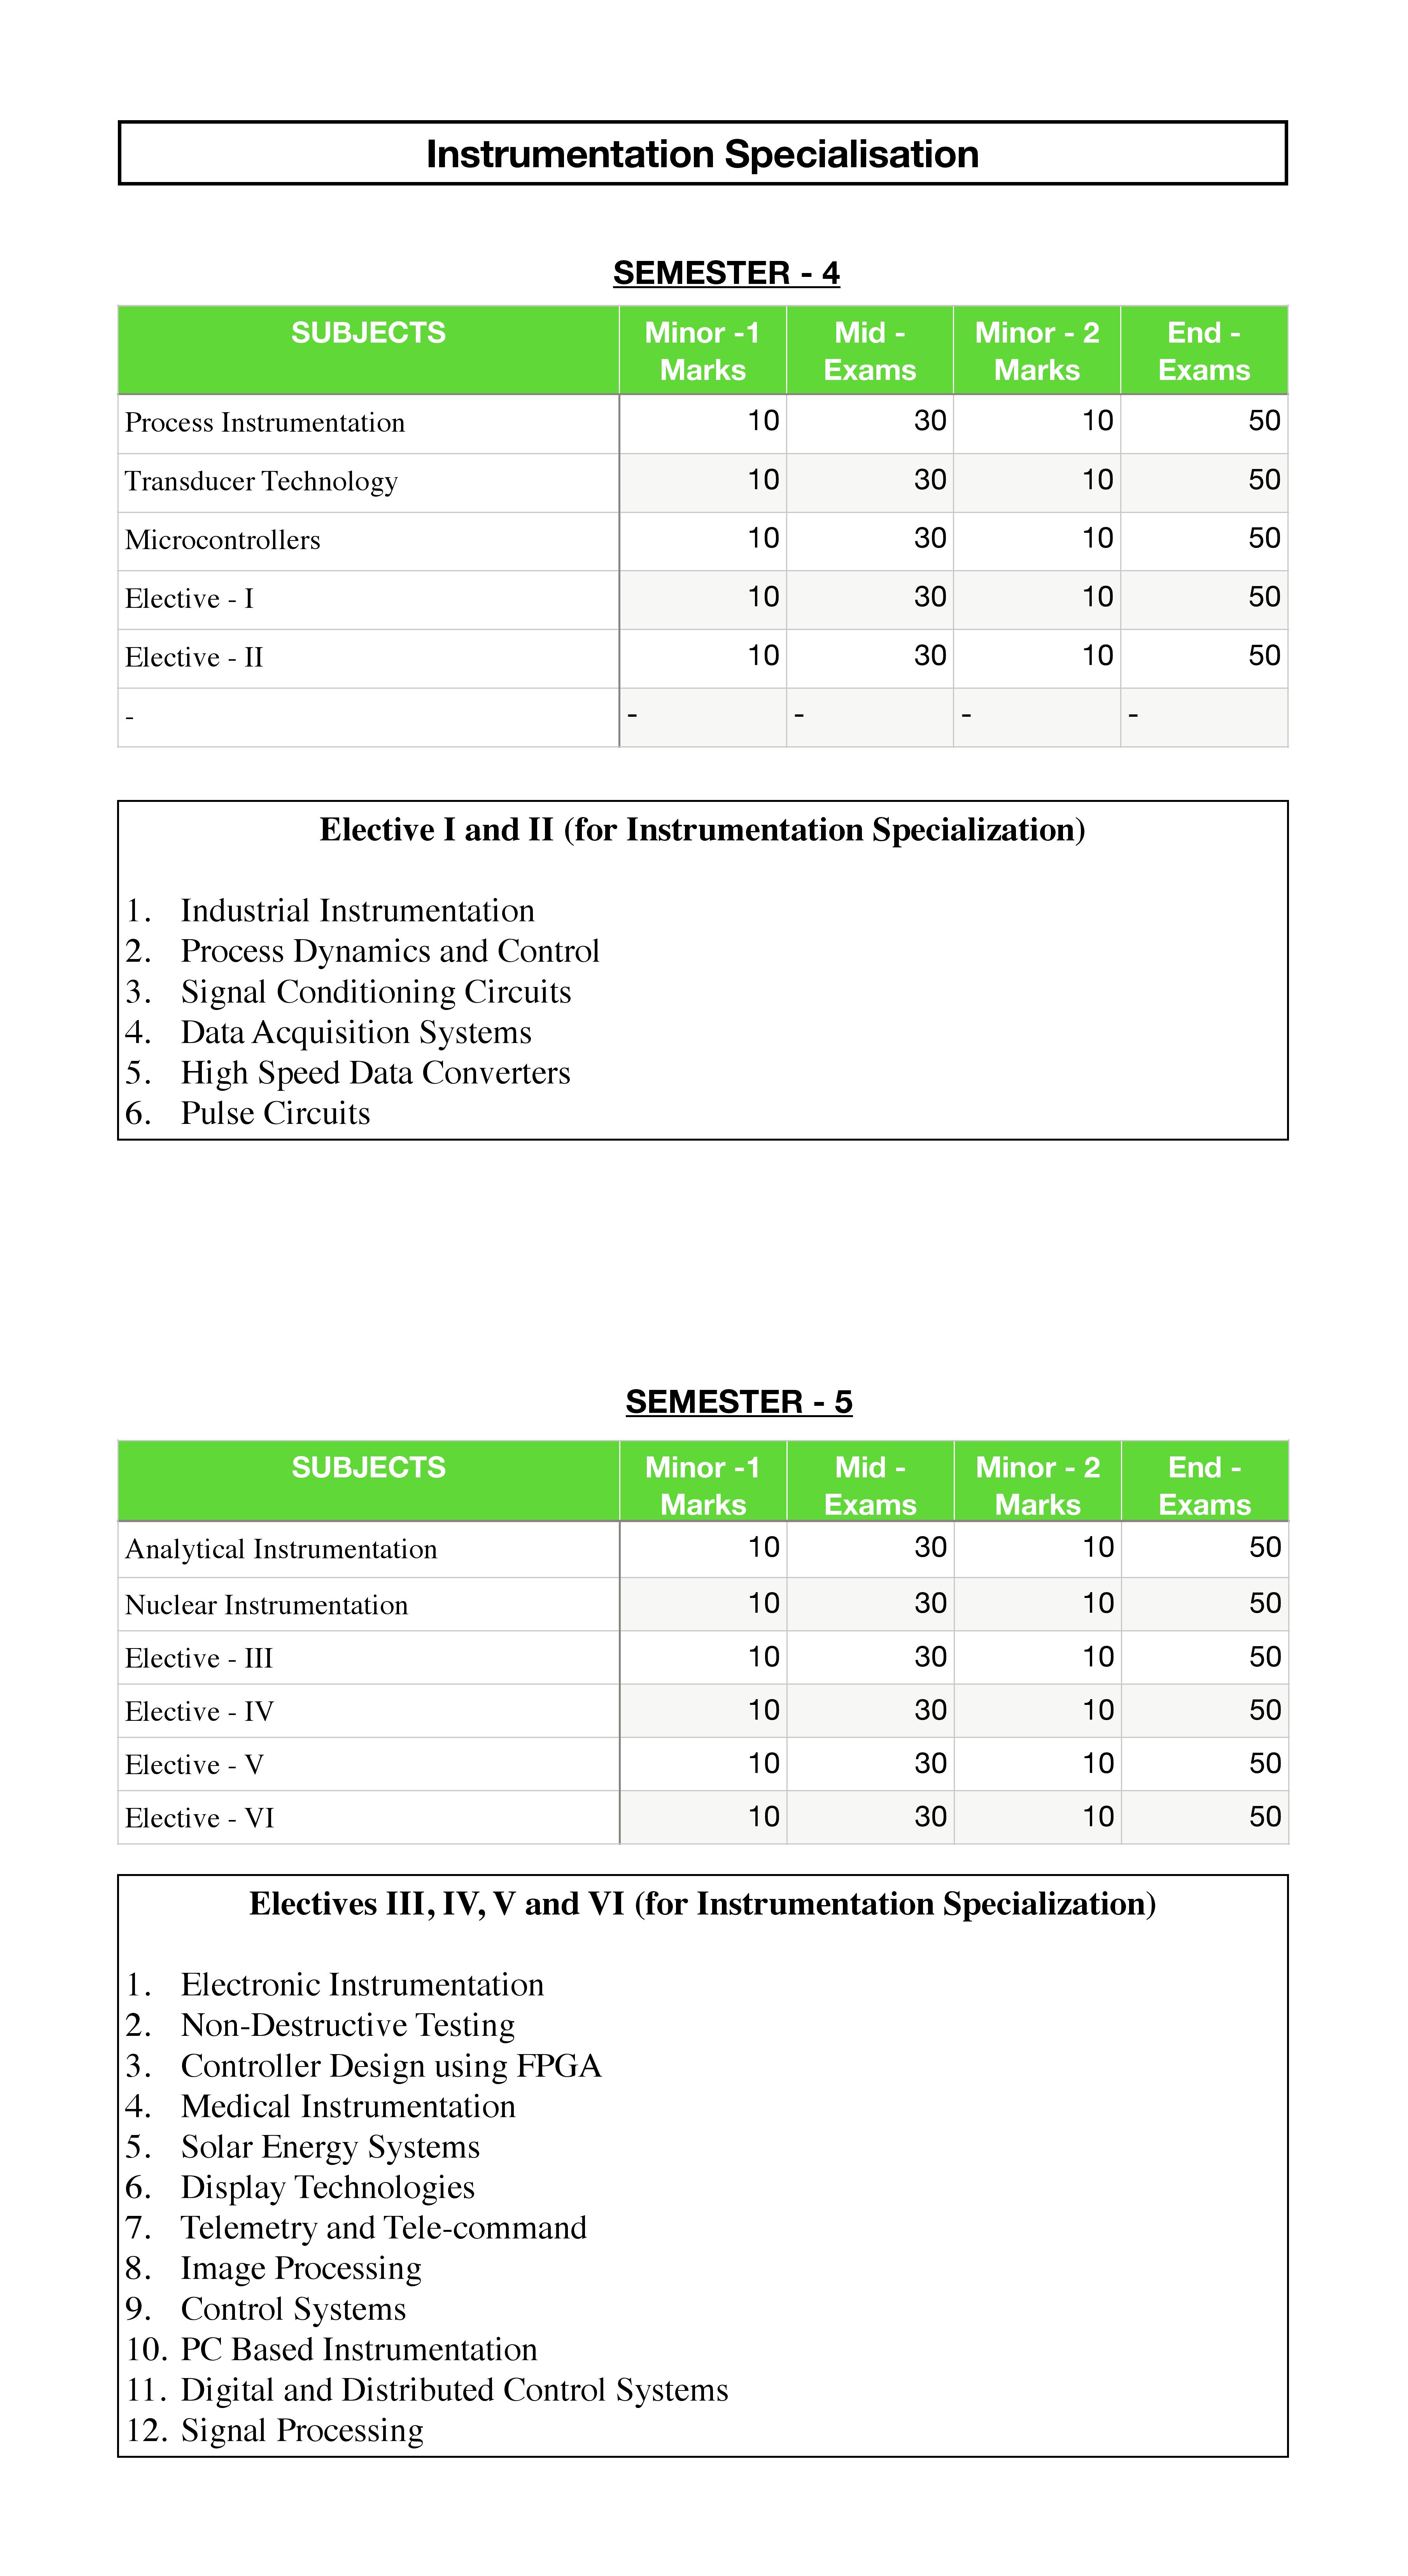 Instrumentation Specialisation
SEMESTER - 4
SUBJECTS Minor -1 Marks Mid - Exams Minor - 2 Marks End - Exams
Process Instrumentation 10 30 10 50
Transducer Technology 10 30 10 50
Microcontrollers 10 30 10 50
Elective - I 10 30 10 50
Elective - II 10 30 10 50
- - - - -
Elective I and II (for Instrumentation Specialization)
1. Industrial Instrumentation
2. Process Dynamics and Control
3. Signal Conditioning Circuits
4. Data Acquisition Systems
5. High Speed Data Converters
6. Pulse Circuits
SEMESTER - 5
SUBJECTS Minor -1 Marks Mid - Exams Minor - 2 Marks End - Exams
Analytical Instrumentation 10 30 10 50
Nuclear Instrumentation 10 30 10 50
Elective - III 10 30 10 50
Elective - IV 10 30 10 50
Elective - V 10 30 10 50
Elective - VI 10 30 10 50
Electives III, IV, V and VI (for Instrumentation Specialization)
1. Electronic Instrumentation
2. Non-Destructive Testing
3. Controller Design using FPGA
4. Medical Instrumentation
5. Solar Energy Systems
6. Display Technologies
7. Telemetry and Tele-command
8. Image Processing
9. Control Systems
10. PC Based Instrumentation
11. Digital and Distributed Control Systems
12. Signal Processing